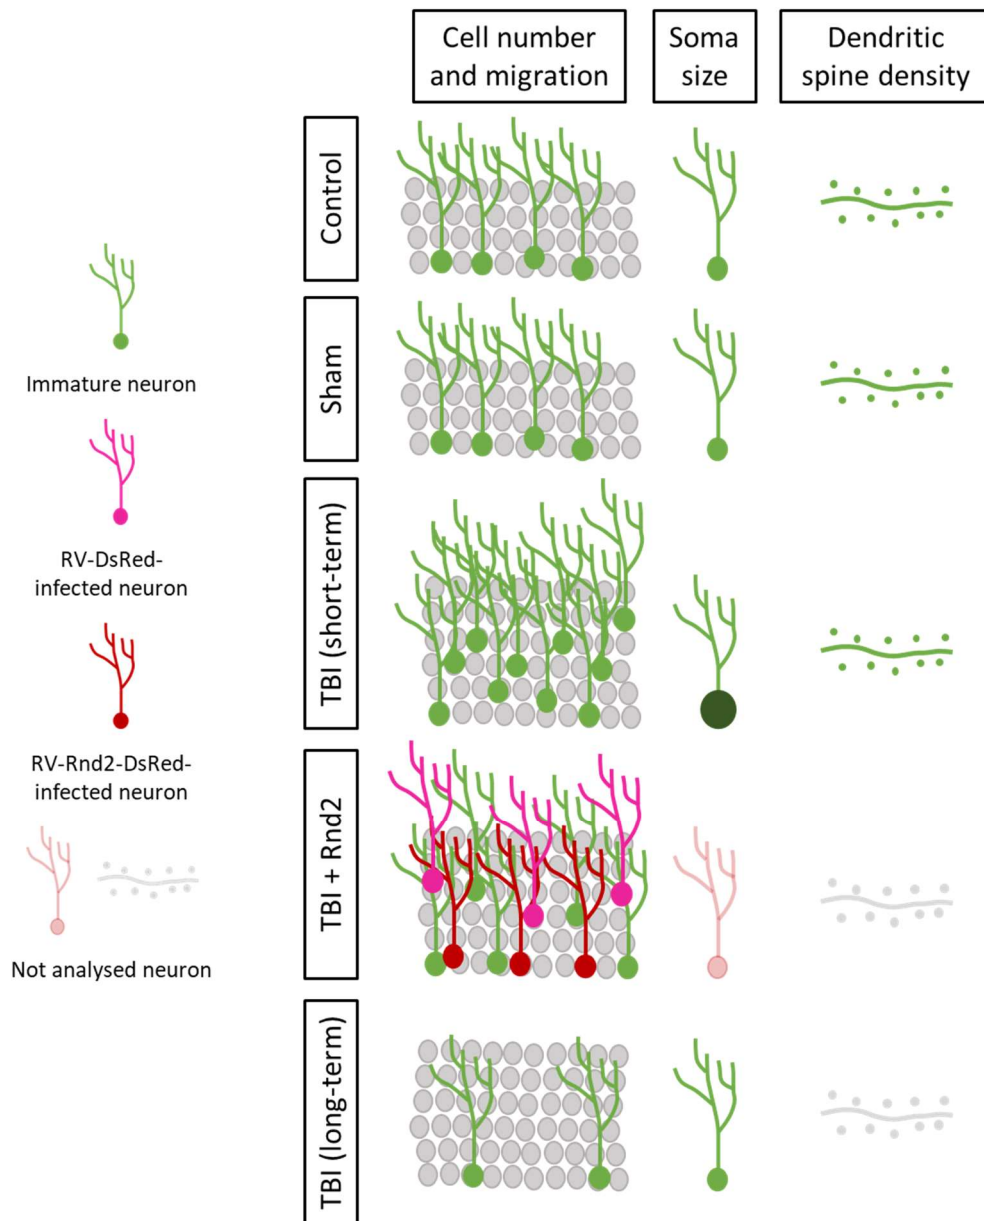 Cell number
and migration
Soma
size
Dendritic
spine density
Control
Sham
TBI (short-term)
TBI + Rnd2
TBI (long-term)
Immature neuron
RV-DsRed-
infected neuron
RV-Rnd2-DsRed-
infected neuron
Not analysed neuron